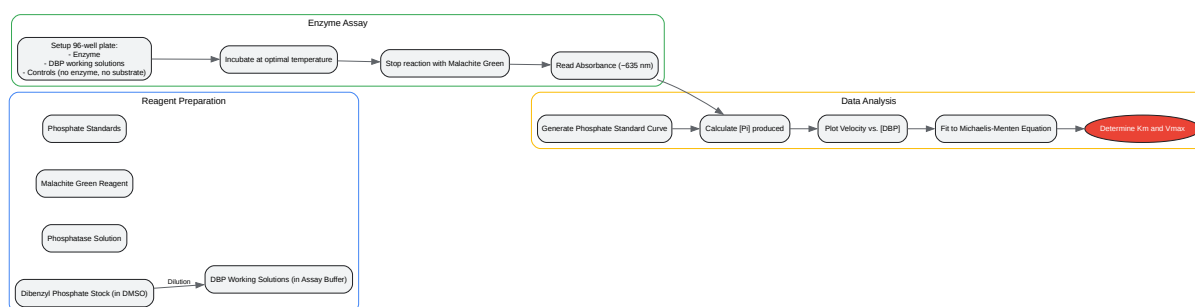 Enzyme Assay
Setup 96-well plate:
- Enzyme
- DBP working solutions
- Controls (no enzyme, no substrate)
Incubate at optimal temperature
Stop reaction with Malachite Green
Read Absorbance (~635 nm)
Reagent Preparation
Phosphate Standards
Malachite Green Reagent
Phosphatase Solution
Dibenzyl Phosphate Stock (in DMSO)
Dilution
DBP Working Solutions (in Assay Buffer)
Data Analysis
Generate Phosphate Standard Curve
Calculate [Pi] produced
Plot Velocity vs. [DBP]
Fit to Michaelis-Menten Equation
Determine Km and Vmax